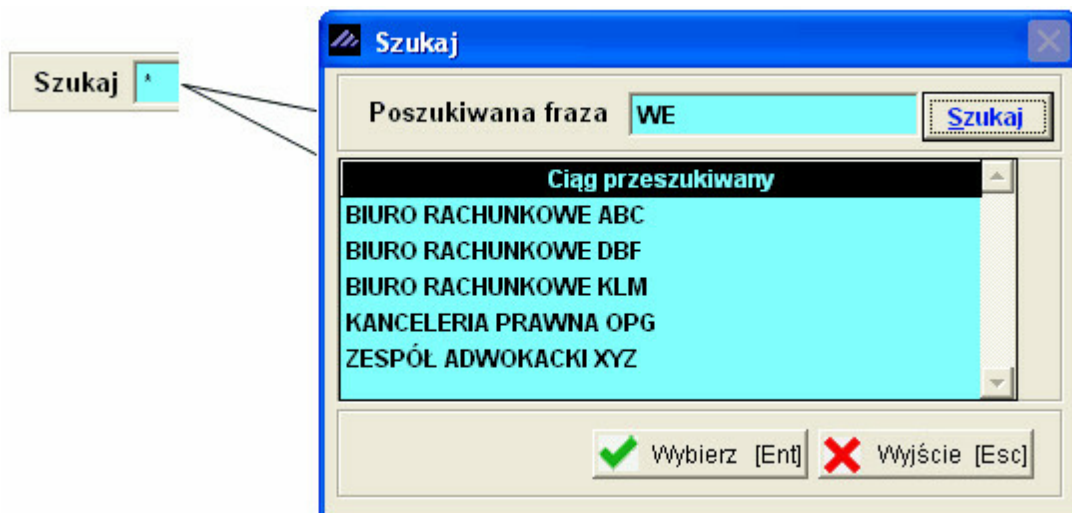 Szukaj *
Szukaj
Poszukiwana fraza WE Szukaj
Ciąg przeszukiwany
BIURO RACHUNKOWE ABC
BIURO RACHUNKOWE DBF
BIURO RACHUNKOWE KLM
KANCELERIA PRAWNA OPG
ZESPÓŁ ADWOKACKI XYZ
Wybierz [Ent] Wyjście [Esc]